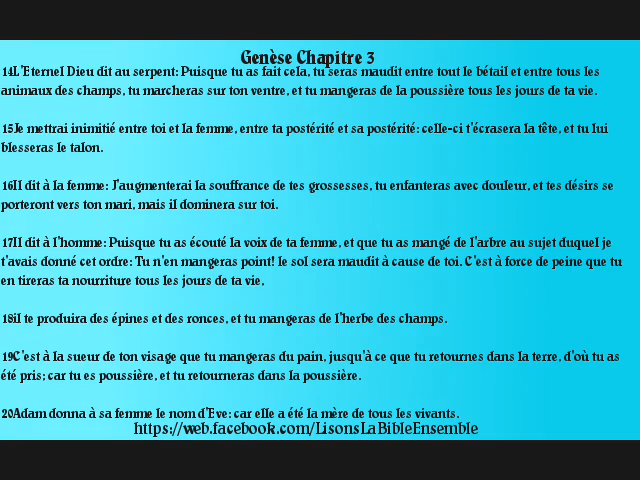 Genèse Chapitre 3
14L'Eternel Dieu dit au serpent: Puisque tu as fait cela, tu seras maudit entre tout le bétail et entre tous les
animaux des champs, tu marcheras sur ton ventre, et tu mangeras de la poussière tous les jours de ta vie.
15Je mettrai inimitié entre toi et la femme, entre ta postérité et sa postérité: celle-ci t'écrasera la tête, et tu lui
blesseras le talon.
16Il dit à la femme: J'augmenterai la souffrance de tes grossesses, tu enfanteras avec douleur, et tes désirs se
porteront vers ton mari, mais il dominera sur toi.
17Il dit à l'homme: Puisque tu as écouté la voix de ta femme, et que tu as mangé de l'arbre au sujet duquel je
t'avais donné cet ordre: Tu n'en mangeras point! le sol sera maudit à cause de toi. C'est à force de peine que tu
en tireras ta nourriture tous les jours de ta vie,
18il te produira des épines et des ronces, et tu mangeras de l'herbe des champs.
19C'est à la sueur de ton visage que tu mangeras du pain, jusqu'à ce que tu retournes dans la terre, d'où tu as
été pris; car tu es poussière, et tu retourneras dans la poussière.
20Adam donna à sa femme le nom d'Eve: car elle a été la mère de tous les vivants.
https://web.facebook.com/LisonsLaBibleEnsemble